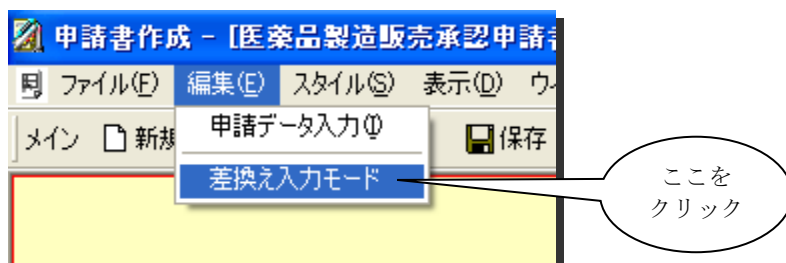 申請書作成 - [医薬品製造販売承認申請書
ファイル(F) 編集(E) スタイル(S) 表示(D) ウィ
メイン 新規 保存
申請データ入力(I)
差換え入力モード
ここを
クリック